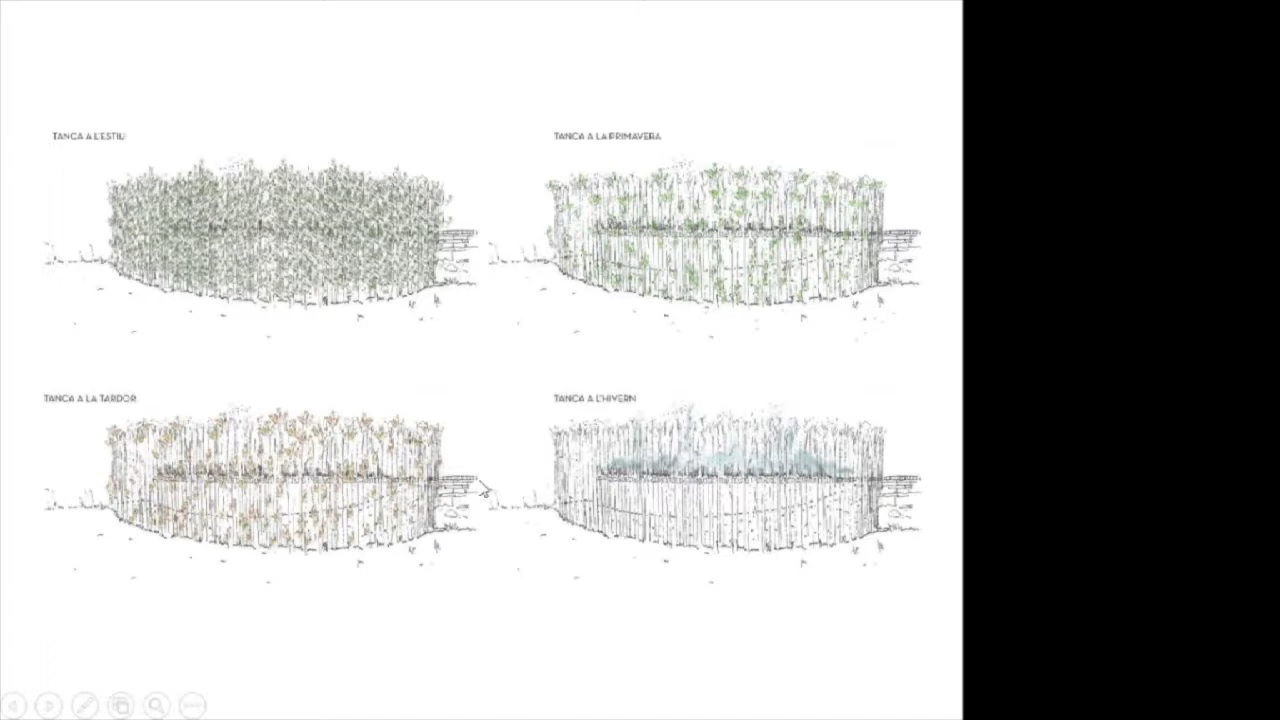 TANCA A L'ESTIU
TANCA A LA PRIMAVERA
TANCA A LA TARDOR
TANCA A L'HIVERN